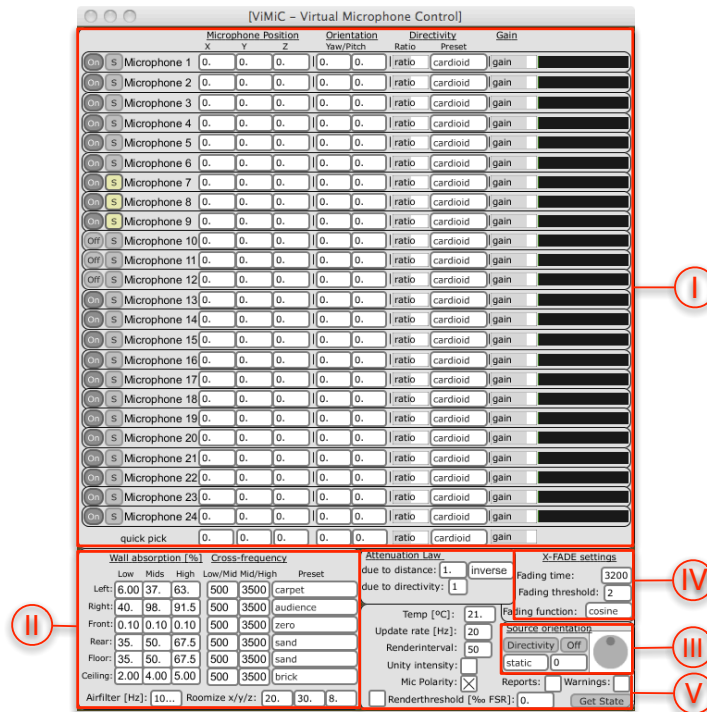 [ViMiC – Virtual Microphone Control]
Microphone Position Orientation Directivity Gain
X Y Z Yaw/Pitch Ratio Preset
On S Microphone 1 0. 0. 0. 0. 0. ratio cardioid gain
On S Microphone 2 0. 0. 0. 0. 0. ratio cardioid gain
On S Microphone 3 0. 0. 0. 0. 0. ratio cardioid gain
On S Microphone 4 0. 0. 0. 0. 0. ratio cardioid gain
On S Microphone 5 0. 0. 0. 0. 0. ratio cardioid gain
On S Microphone 6 0. 0. 0. 0. 0. ratio cardioid gain
On S Microphone 7 0. 0. 0. 0. 0. ratio cardioid gain
On S Microphone 8 0. 0. 0. 0. 0. ratio cardioid gain
On S Microphone 9 0. 0. 0. 0. 0. ratio cardioid gain
Off S Microphone 10 0. 0. 0. 0. 0. ratio cardioid gain
Off S Microphone 11 0. 0. 0. 0. 0. ratio cardioid gain
Off S Microphone 12 0. 0. 0. 0. 0. ratio cardioid gain
I
On S Microphone 13 0. 0. 0. 0. 0. ratio cardioid gain
On S Microphone 14 0. 0. 0. 0. 0. ratio cardioid gain
On S Microphone 15 0. 0. 0. 0. 0. ratio cardioid gain
On S Microphone 16 0. 0. 0. 0. 0. ratio cardioid gain
On S Microphone 17 0. 0. 0. 0. 0. ratio cardioid gain
On S Microphone 18 0. 0. 0. 0. 0. ratio cardioid gain
On S Microphone 19 0. 0. 0. 0. 0. ratio cardioid gain
On S Microphone 20 0. 0. 0. 0. 0. ratio cardioid gain
On S Microphone 21 0. 0. 0. 0. 0. ratio cardioid gain
On S Microphone 22 0. 0. 0. 0. 0. ratio cardioid gain
On S Microphone 23 0. 0. 0. 0. 0. ratio cardioid gain
On S Microphone 24 0. 0. 0. 0. 0. ratio cardioid gain
quick pick 0. 0. 0. 0. 0. ratio cardioid gain
Wall absorption [%] Cross-frequency
Low Mids High Low/Mid Mid/High Preset
Left: 6.00 37. 63. 500 3500 carpet
Right: 40. 98. 91.5 500 3500 audience
Front: 0.10 0.10 0.10 500 3500 zero
Rear: 35. 50. 67.5 500 3500 sand
Floor: 35. 50. 67.5 500 3500 sand
Ceiling: 2.00 4.00 5.00 500 3500 brick
Airfilter [Hz]: 10... Roomize x/y/z: 20. 30. 8.
II
Attenuation Law
due to distance: 1. inverse
due to directivity: 1
X-FADE settings
Fading time: 3200
Fading threshold: 2
Fading function: cosine
IV
Temp [ºC]: 21.
Update rate [Hz]: 20
Renderinterval: 50
Unity intensity:
Mic Polarity:
Renderthreshold [‰ FSR]: 0.
Source orientation
Directivity Off
static 0
III
Reports: Warnings:
Get State
V